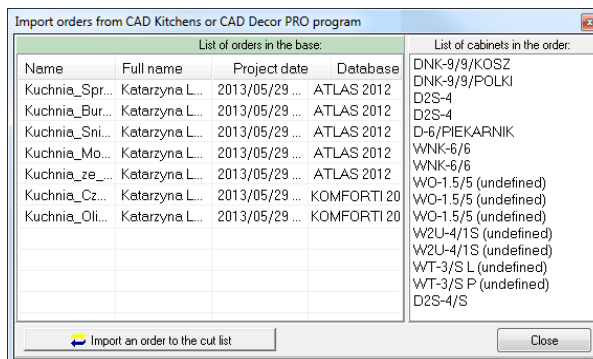 Import orders from CAD Kitchens or CAD Decor PRO program
List of orders in the base:
Name Full name Project date Database
Kuchnia_Spr... Katarzyna L... 2013/05/29 ... ATLAS 2012
Kuchnia_Bur... Katarzyna L... 2013/05/29 ... ATLAS 2012
Kuchnia_Sni... Katarzyna L... 2013/05/29 ... ATLAS 2012
Kuchnia_Mo... Katarzyna L... 2013/05/29 ... ATLAS 2012
Kuchnia_ze_... Katarzyna L... 2013/05/29 ... ATLAS 2012
Kuchnia_Cz... Katarzyna L... 2013/05/29 ... KOMFORTI 20
Kuchnia_Oli... Katarzyna L... 2013/05/29 ... KOMFORTI 20
List of cabinets in the order:
DNK-9/9/KOSZ
DNK-9/9/POLKI
D2S-4
D2S-4
D-6/PIEKARNIK
WNK-6/6
WNK-6/6
WO-1.5/5 (undefined)
WO-1.5/5 (undefined)
WO-1.5/5 (undefined)
W2U-4/1S (undefined)
W2U-4/1S (undefined)
WT-3/S L (undefined)
WT-3/S P (undefined)
D2S-4/S
Import an order to the cut list
Close